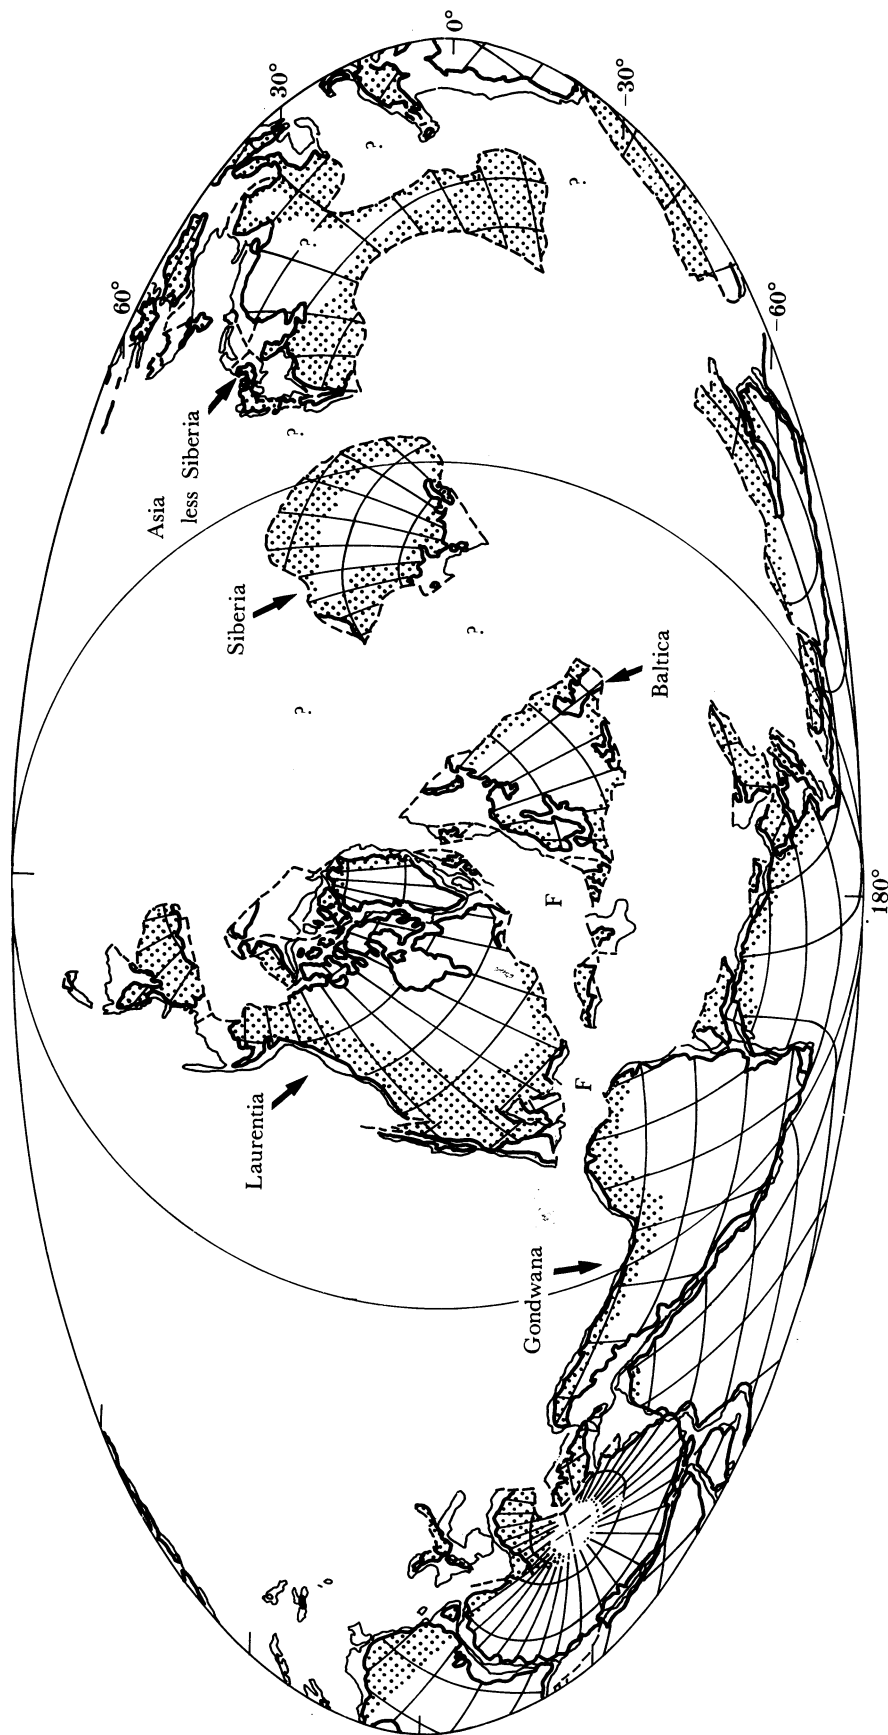 60°
Asia
less Siberia
Siberia
Laurentia
30°
?
?
?
?
0°
?
Gondwana
F
?
F
-30°
Baltica
-60°
180°